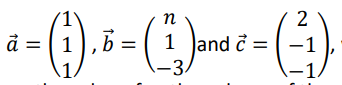 a⃗ = (1 1 1), b⃗ = (n 1 −3) and c⃗ = (2 −1 −1),